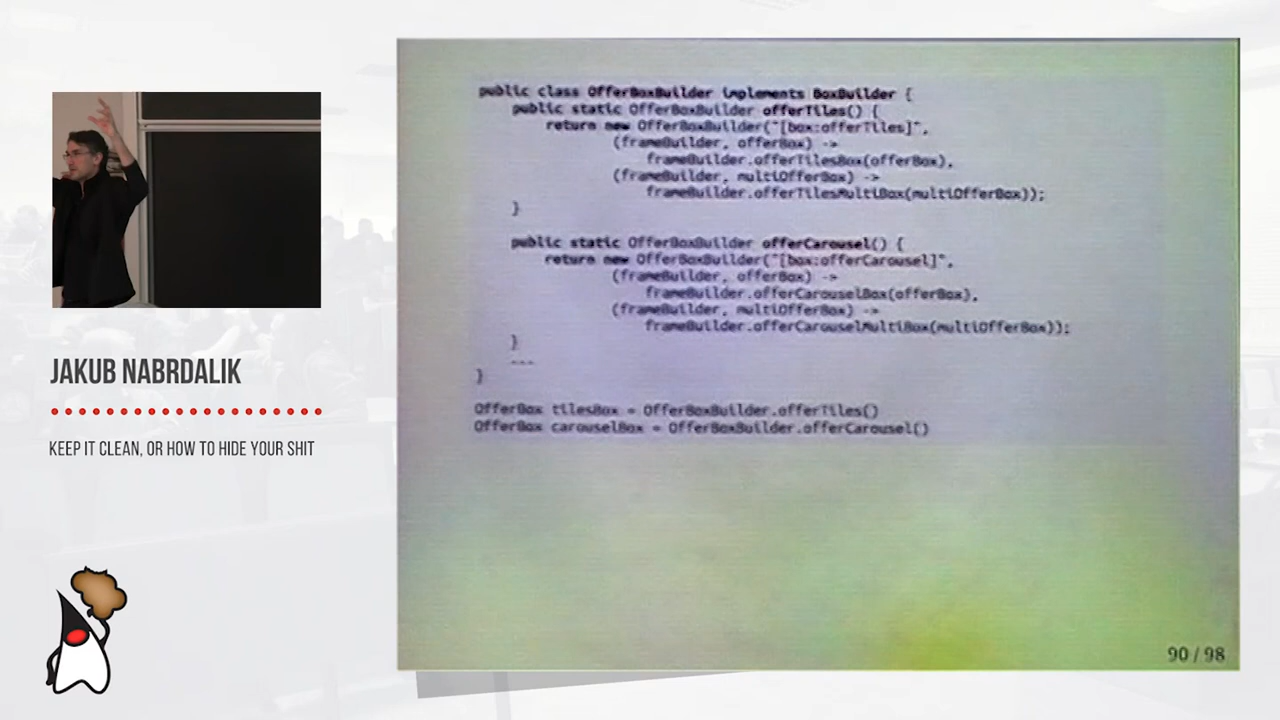 JAKUB NABRDALIK
KEEP IT CLEAN, OR HOW TO HIDE YOUR SHIT
public class OfferBoxBuilder implements BoxBuilder {
public static OfferBoxBuilder offerTiles() {
return new OfferBoxBuilder("[box:offerTiles]",
(frameBuilder, offerBox) ->
frameBuilder.offerTilesBox(offerBox),
(frameBuilder, multiOfferBox) ->
frameBuilder.offerTilesMultiBox(multiOfferBox));
}
public static OfferBoxBuilder offerCarousel() {
return new OfferBoxBuilder("[box:offerCarousel]",
(frameBuilder, offerBox) ->
frameBuilder.offerCarouselBox(offerBox),
(frameBuilder, multiOfferBox) ->
frameBuilder.offerCarouselMultiBox(multiOfferBox));
}
...
}
OfferBox tilesBox = OfferBoxBuilder.offerTiles()
OfferBox carouselBox = OfferBoxBuilder.offerCarousel()
90 / 98